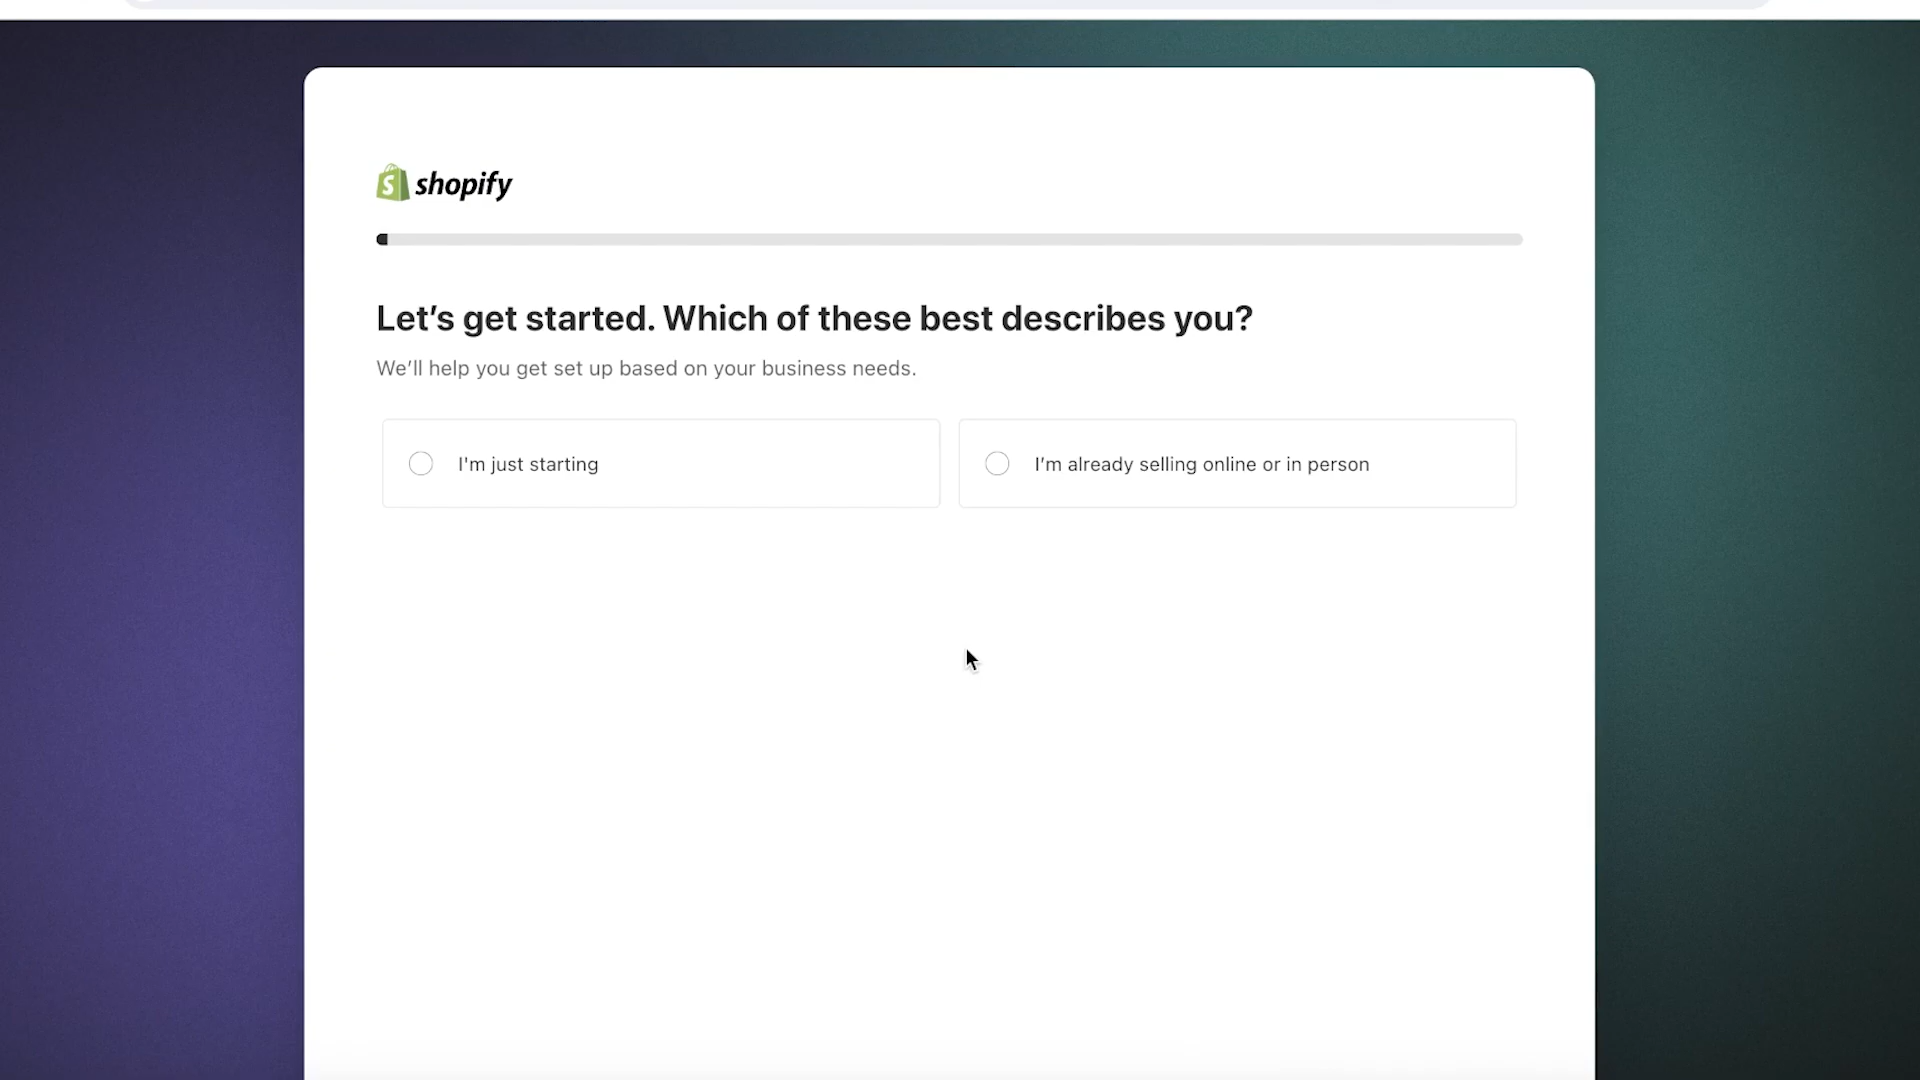 shopify
Let’s get started. Which of these best describes you?
We’ll help you get set up based on your business needs.
I'm just starting
I’m already selling online or in person